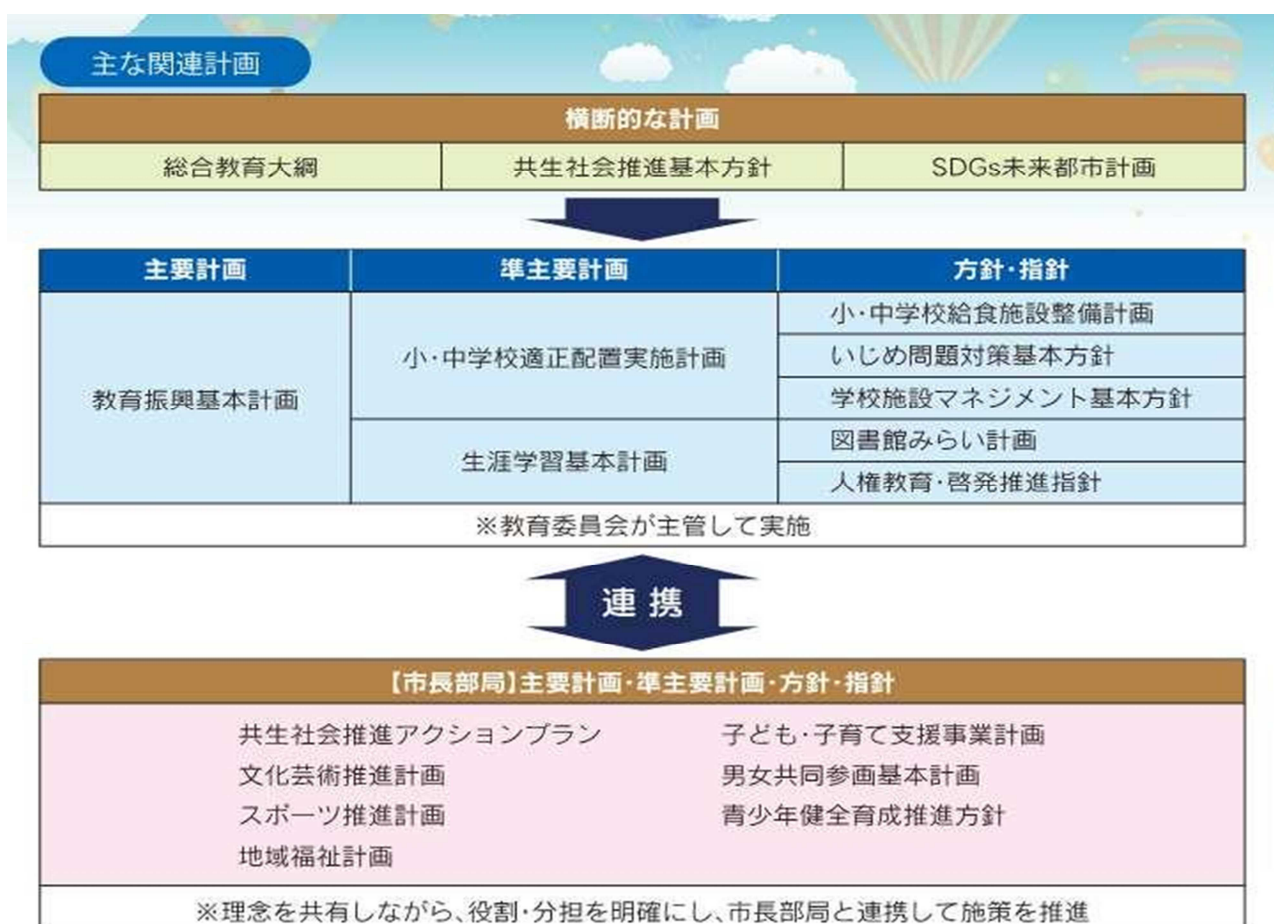 主な関連計画
横断的な計画
総合教育大綱 共生社会推進基本方針 SDGs未来都市計画
主要計画 準主要計画 方針・指針
教育振興基本計画
小・中学校適正配置実施計画
小・中学校給食施設整備計画
いじめ問題対策基本方針
学校施設マネジメント基本方針
生涯学習基本計画
図書館みらい計画
人権教育・啓発推進指針
※教育委員会が主管して実施
連携
【市長部局】主要計画・準主要計画・方針・指針
共生社会推進アクションプラン 子ども・子育て支援事業計画
文化芸術推進計画 男女共同参画基本計画
スポーツ推進計画 青少年健全育成推進方針
地域福祉計画
※理念を共有しながら、役割・分担を明確にし、市長部局と連携して施策を推進